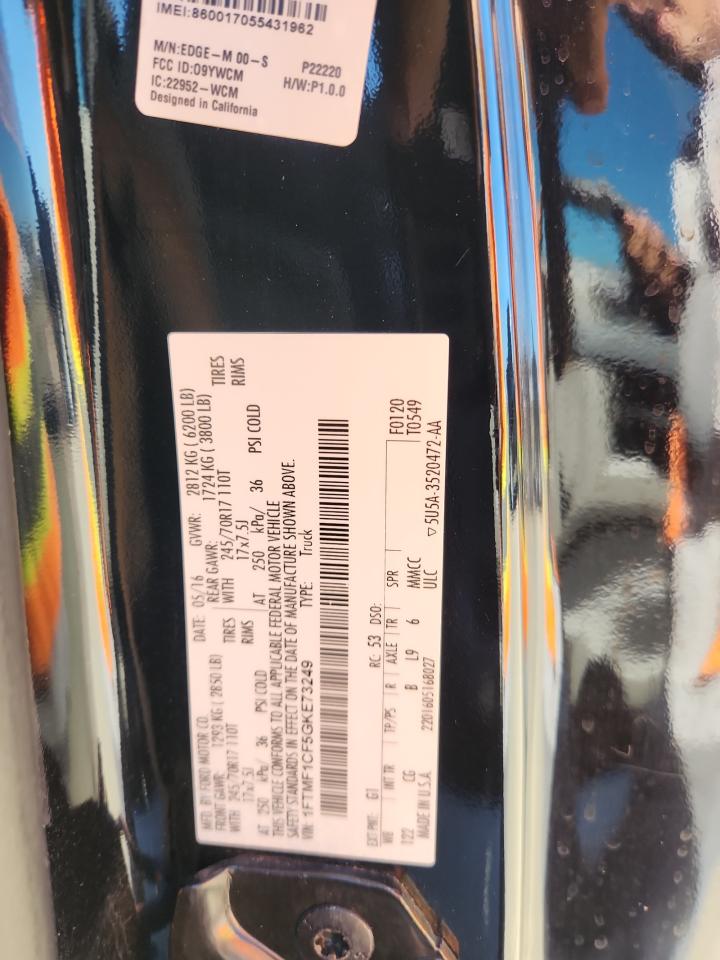 IMEI:860017055431962
M/N:EDGE-M 00-S P22220
FCC ID:O9YWCM H/W:P1.0.0
IC:22952-WCM
Designed in California
MFD. BY FORD MOTOR CO. DATE: 05/16 GVWR: 2812 KG ( 6200 LB)
FRONT GAWR: 1293 KG ( 2850 LB) REAR GAWR: 1724 KG ( 3800 LB)
WITH 245/70R17 110T TIRES WITH 245/70R17 110T TIRES
17x7.5J RIMS 17x7.5J RIMS
AT 250 kPa/ 36 PSI COLD AT 250 kPa/ 36 PSI COLD
THIS VEHICLE CONFORMS TO ALL APPLICABLE FEDERAL MOTOR VEHICLE
SAFETY STANDARDS IN EFFECT ON THE DATE OF MANUFACTURE SHOWN ABOVE.
VIN: 1FTMF1CF5GKE73249 TYPE: Truck
EXT PNT: G1 RC: 53 DSO: F0120
WB INT TR TP/PS R AXLE TR SPR T0549
122 CG B L9 6 MMCC
MADE IN U.S.A. 2201605168027 ULC ▽5U5A-3520472-AA